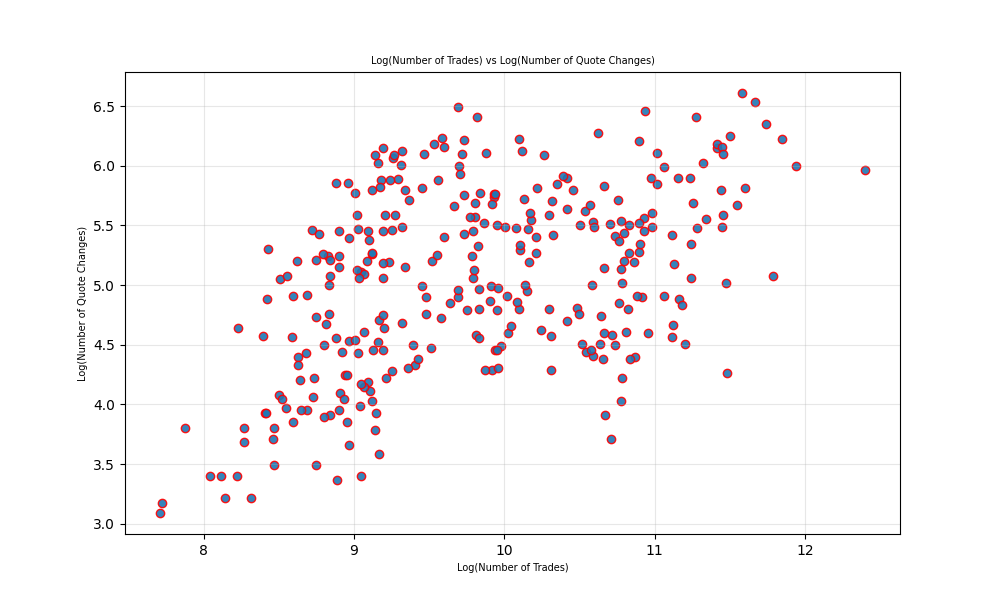 Log(Number of Trades) vs Log(Number of Quote Changes)
Log(Number of Quote Changes)
6.5
6.0
5.5
5.0
4.5
4.0
3.5
3.0
8 9 10 11 12
Log(Number of Trades)